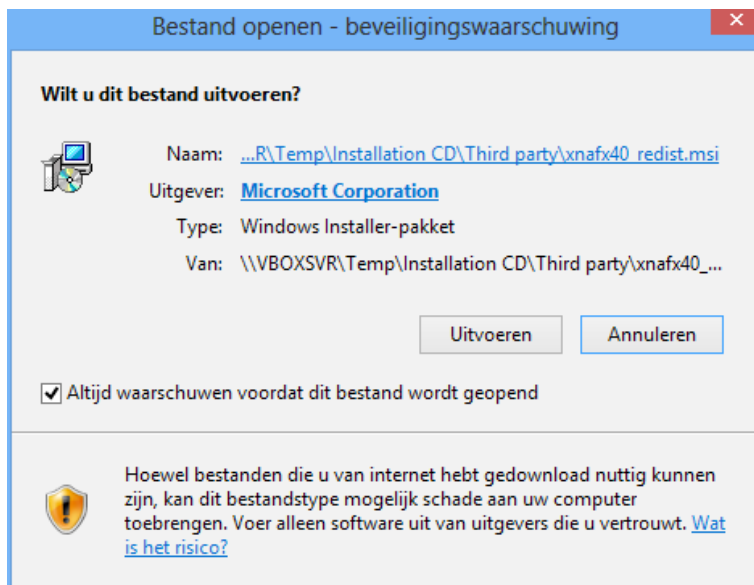 Bestand openen - beveiligingswaarschuwing
Wilt u dit bestand uitvoeren?
Naam: ...R\Temp\Installation CD\Third party\xnafx40_redist.msi
Uitgever: Microsoft Corporation
Type: Windows Installer-pakket
Van: \\VBOXSVR\Temp\Installation CD\Third party\xnafx40_...
Uitvoeren Annuleren
Altijd waarschuwen voordat dit bestand wordt geopend
Hoewel bestanden die u van internet hebt gedownload nuttig kunnen
zijn, kan dit bestandstype mogelijk schade aan uw computer
toebrengen. Voer alleen software uit van uitgevers die u vertrouwt. Wat
is het risico?